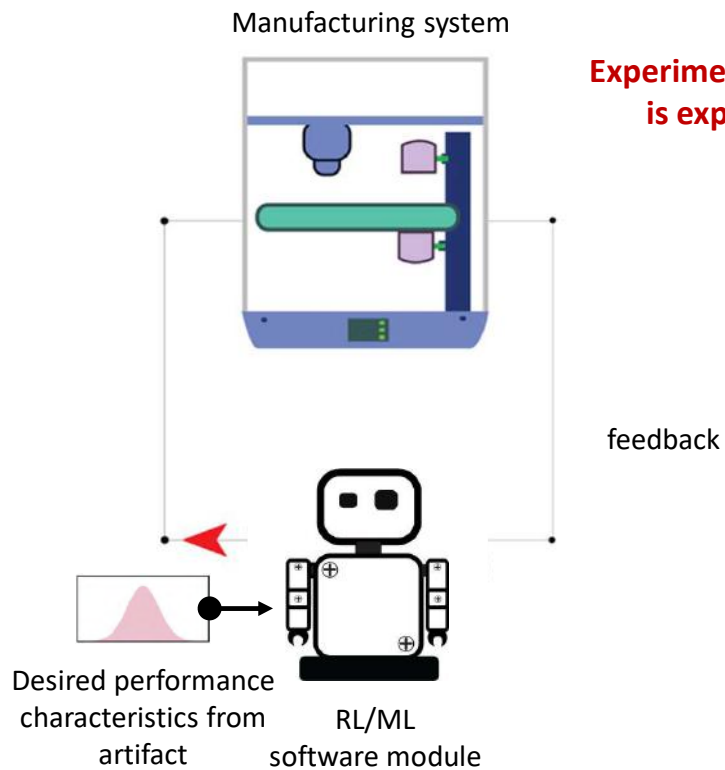 Manufacturing system
Experime
is exp
feedback
Desired performance
characteristics from
artifact
RL/ML
software module